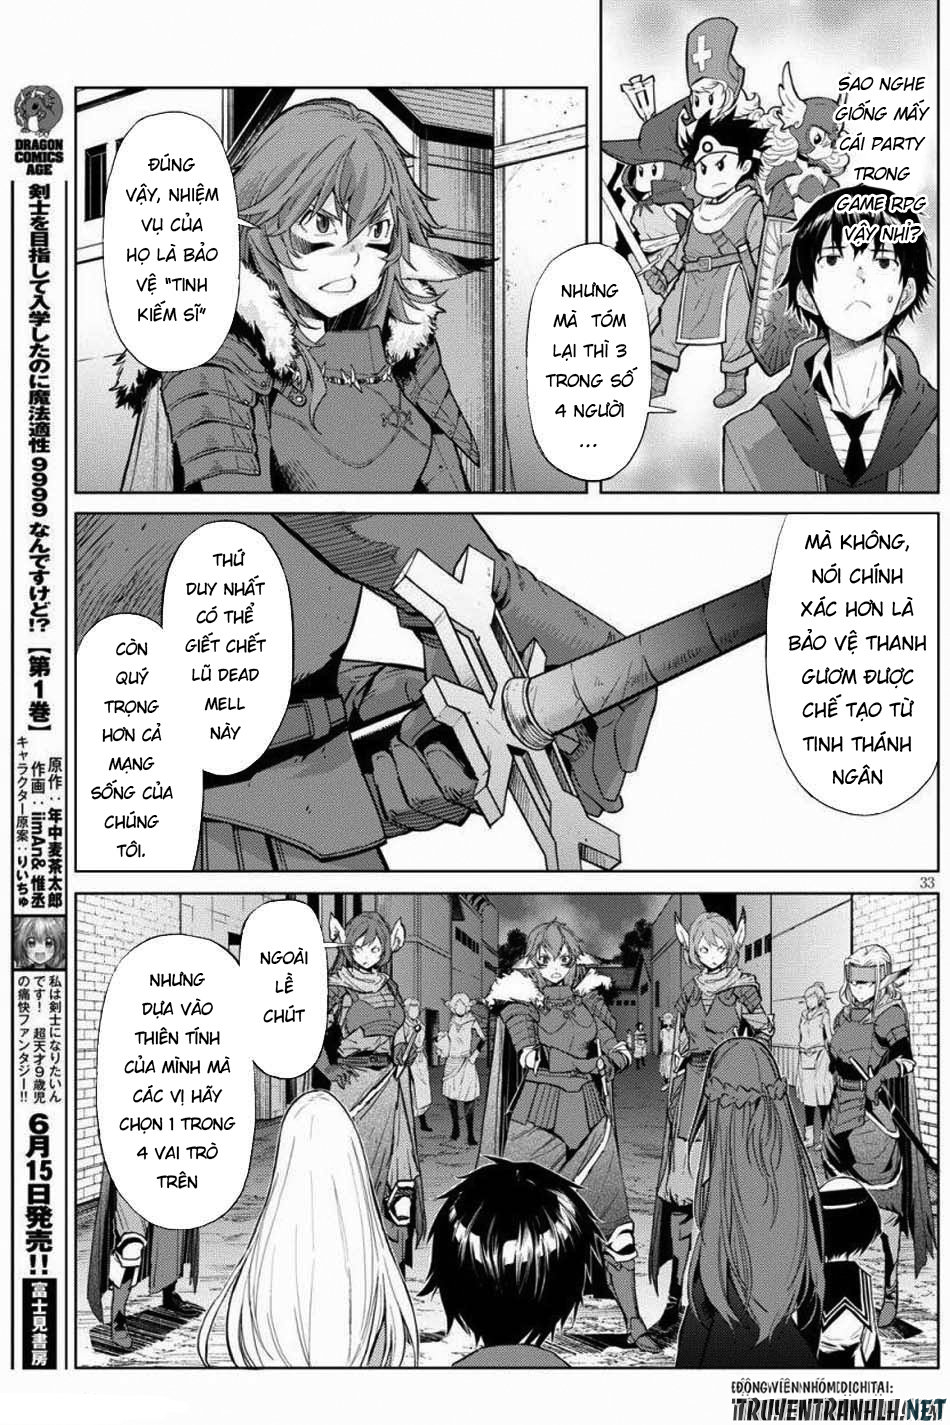 SAO NGHE
GIỐNG MẤY
CÁI PARTY
TRONG
GAME RPG
VẬY NHỈ?
NHƯNG
MÀ TÓM
LẠI THÌ 3
TRONG SỐ
4 NGƯỜI
...
ĐÚNG
VẬY, NHIỆM
VỤ CỦA
HỌ LÀ BẢO
VỆ "TINH
KIẾM SĨ"
MÀ KHÔNG,
NÓI CHÍNH
XÁC HƠN LÀ
BẢO VỆ THANH
GƯƠM ĐƯỢC
CHẾ TẠO TỪ
TINH THÁNH
NGÂN
THỨ
DUY NHẤT
CÓ THỂ
GIẾT CHẾT
LŨ DEAD
MELL
NÀY
CÒN
QUÝ
TRỌNG
HƠN CẢ
MẠNG
SỐNG CỦA
CHÚNG
TÔI.
33
NGOÀI
LỀ
CHÚT
NHƯNG
DỰA VÀO
THIÊN TÍNH
CỦA MÌNH MÀ
CÁC VỊ HÃY
CHỌN 1 TRONG
4 VAI TRÒ
TRÊN
DRAGON
COMICS
AGE
剣士を目指して入学したのに魔法適性9999なんですけど!?【第1巻】
原作：年中麦茶太郎
作画：iimAn& 惟丞
キャラクター原案：りいちゅ
私は剣士になりたいん
です！ 超天才9歳児
の痛快ファンタジー!!
6月15日発売!!
富士見書房
ĐỘNG VIÊN NHÓM DỊCH TẠI:
TRUYENTRANHLH.NET